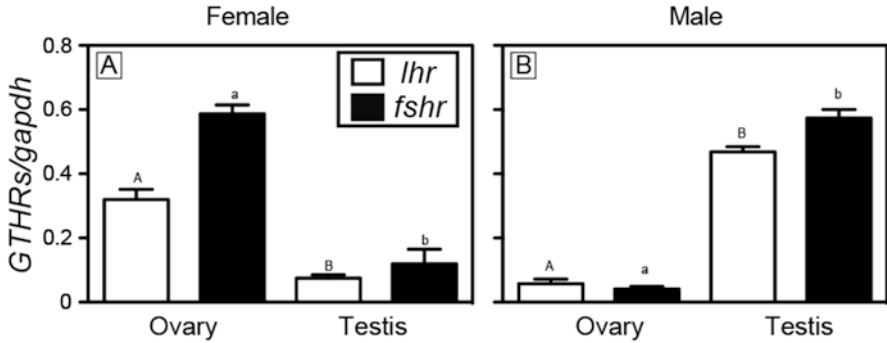 Female
Male
GTHRs/gapdh
0.8
0.6
0.4
0.2
0
A
lhr
fshr
A
a
B
b
Ovary
Testis
B
A
a
B
b
Ovary
Testis